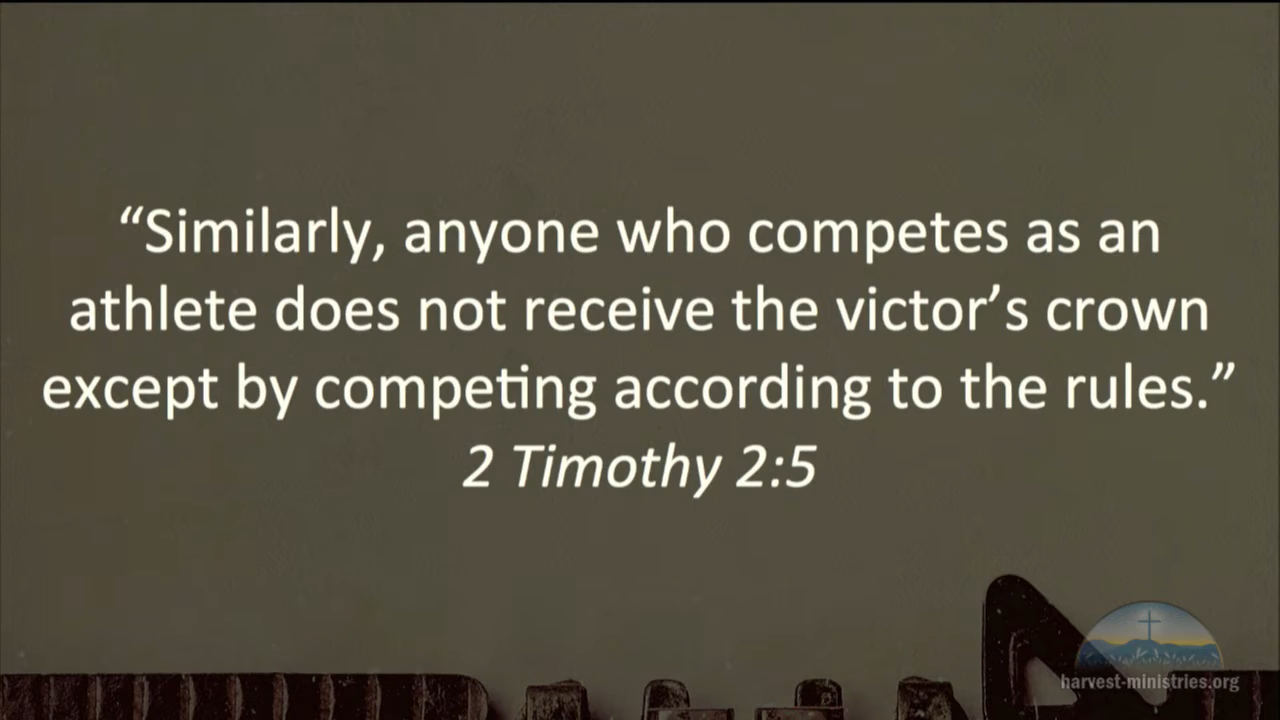 “Similarly, anyone who competes as an
athlete does not receive the victor’s crown
except by competing according to the rules.”
2 Timothy 2:5
harvest-ministries.org